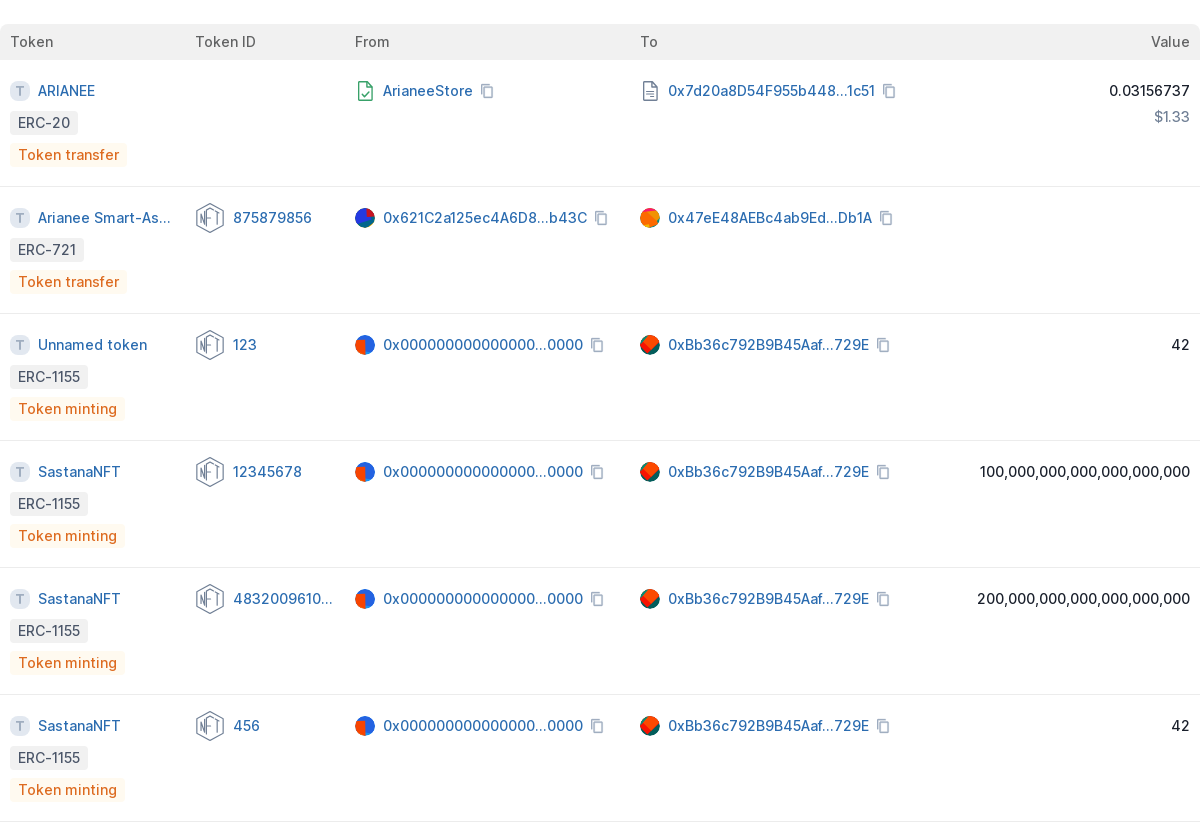 Token Token ID From To Value
T ARIANEE ArianeeStore 0x7d20a8D54F955b448...1c51 0.03156737
ERC-20 $1.33
Token transfer
T Arianee Smart-As... NFT 875879856 0x621C2a125ec4A6D8...b43C 0x47eE48AEBc4ab9Ed...Db1A
ERC-721
Token transfer
T Unnamed token NFT 123 0x000000000000000...0000 0xBb36c792B9B45Aaf...729E 42
ERC-1155
Token minting
T SastanaNFT NFT 12345678 0x000000000000000...0000 0xBb36c792B9B45Aaf...729E 100,000,000,000,000,000,000
ERC-1155
Token minting
T SastanaNFT NFT 4832009610... 0x000000000000000...0000 0xBb36c792B9B45Aaf...729E 200,000,000,000,000,000,000
ERC-1155
Token minting
T SastanaNFT NFT 456 0x000000000000000...0000 0xBb36c792B9B45Aaf...729E 42
ERC-1155
Token minting